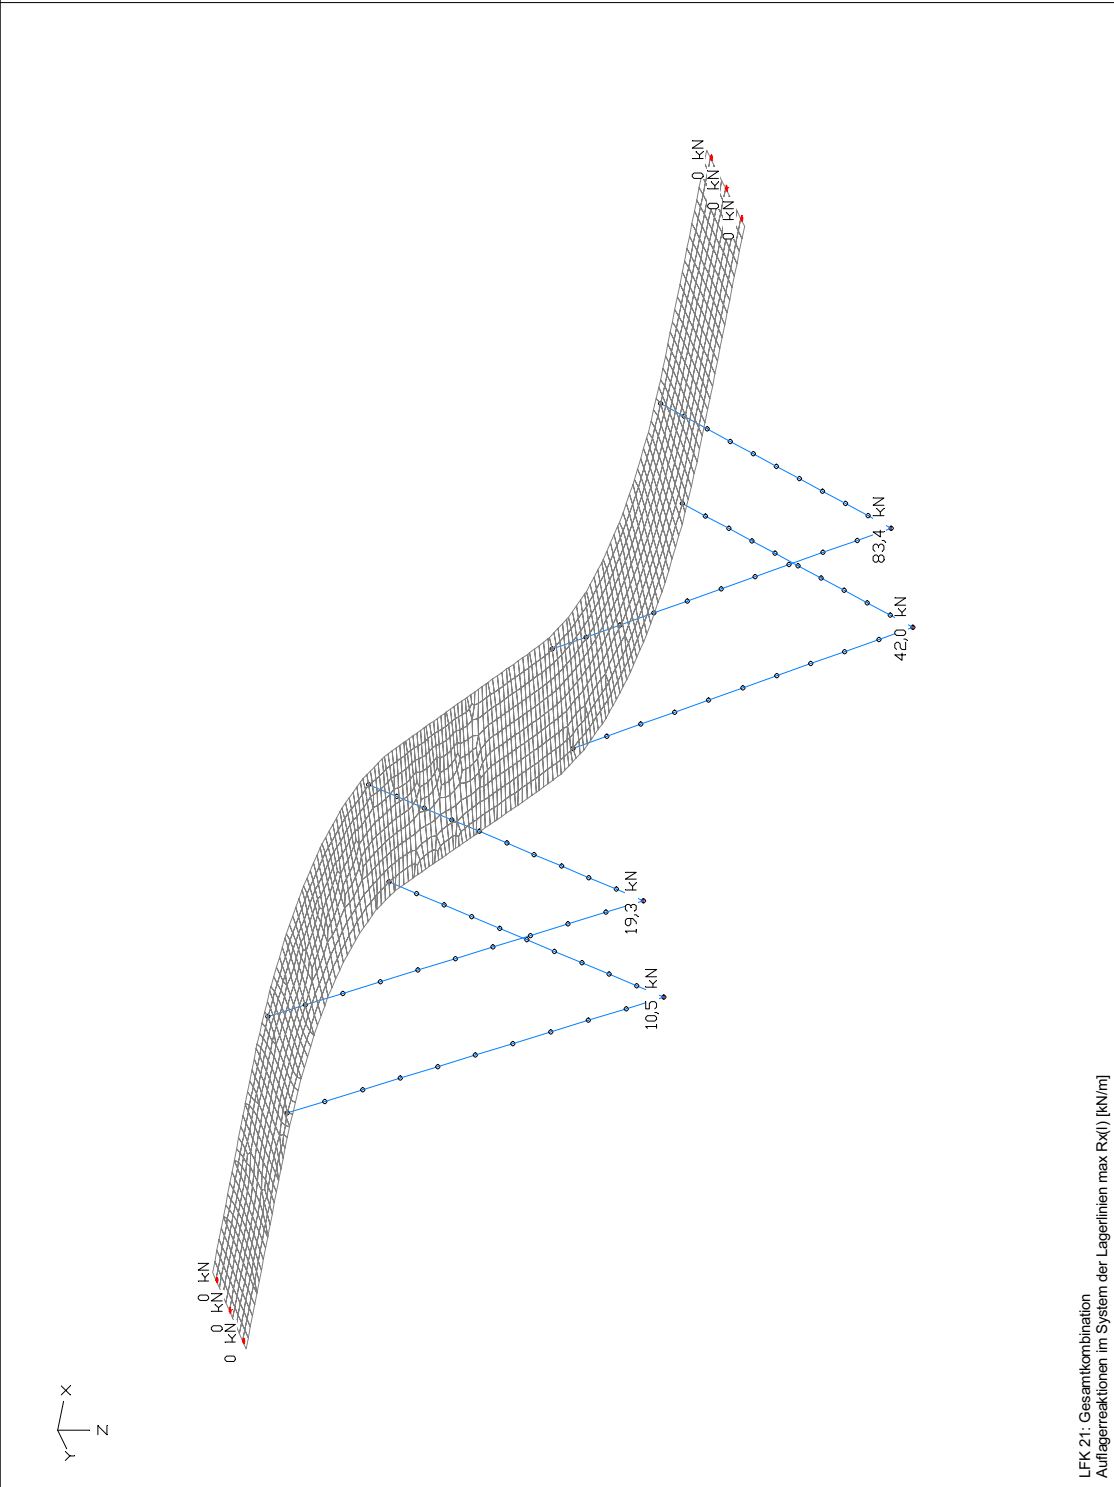 0 kN
0 kN
0 kN
83,4 kN
42,0 kN
19,3 kN
10,5 kN
0 kN
0 kN
0 kN
X
Y
Z
LFK 21: Gesamtkombination
Auflagerreaktionen im System der Lagerlinien max Rx(l) [kN/m]